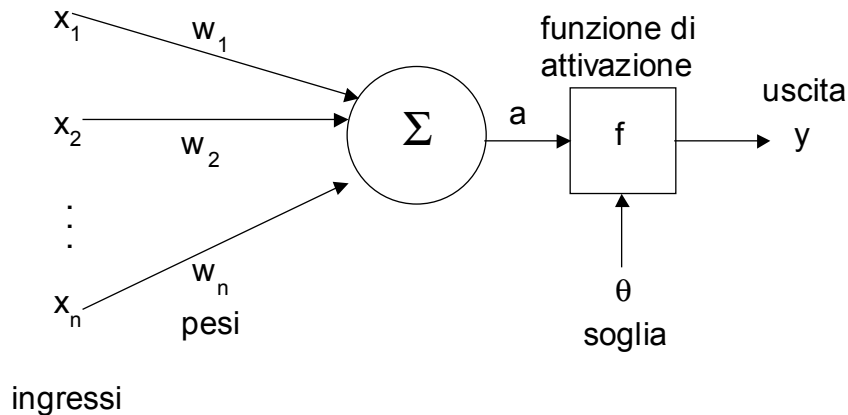 x1
w1
x2
w2
⋮
xn
wn
pesi
ingressi
Σ
a
funzione di
attivazione
f
θ
soglia
uscita
y